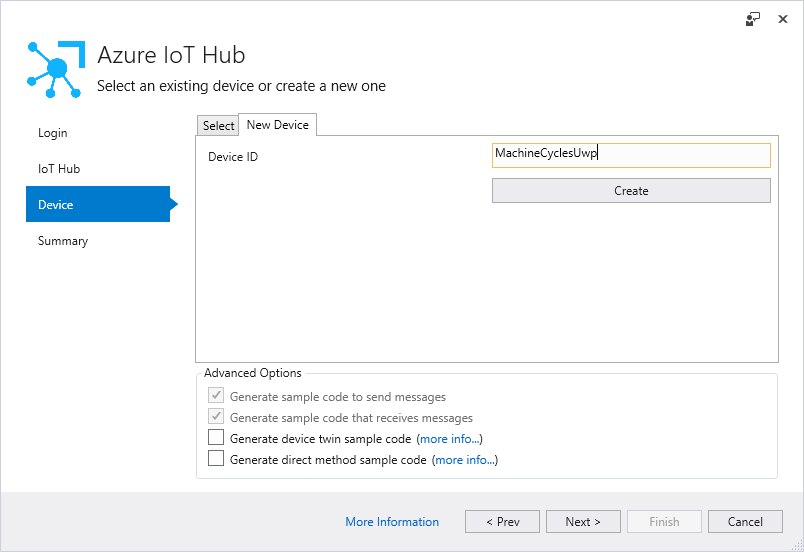 Azure IoT Hub
Select an existing device or create a new one
Login
IoT Hub
Device
Summary
Select New Device
Device ID MachineCyclesUwp
Create
Advanced Options
Generate sample code to send messages
Generate sample code that receives messages
Generate device twin sample code (more info...)
Generate direct method sample code (more info...)
More Information < Prev Next > Finish Cancel